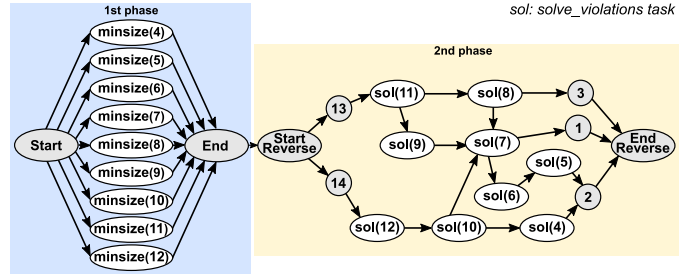 1st phase
sol: solve_violations task
2nd phase
minsize(4)
minsize(5)
minsize(6)
minsize(7)
minsize(8)
minsize(9)
minsize(10)
minsize(11)
minsize(12)
Start
End
Start
Reverse
13
14
sol(11)
sol(8)
3
sol(9)
sol(7)
1
sol(5)
sol(6)
2
sol(12)
sol(10)
sol(4)
End
Reverse